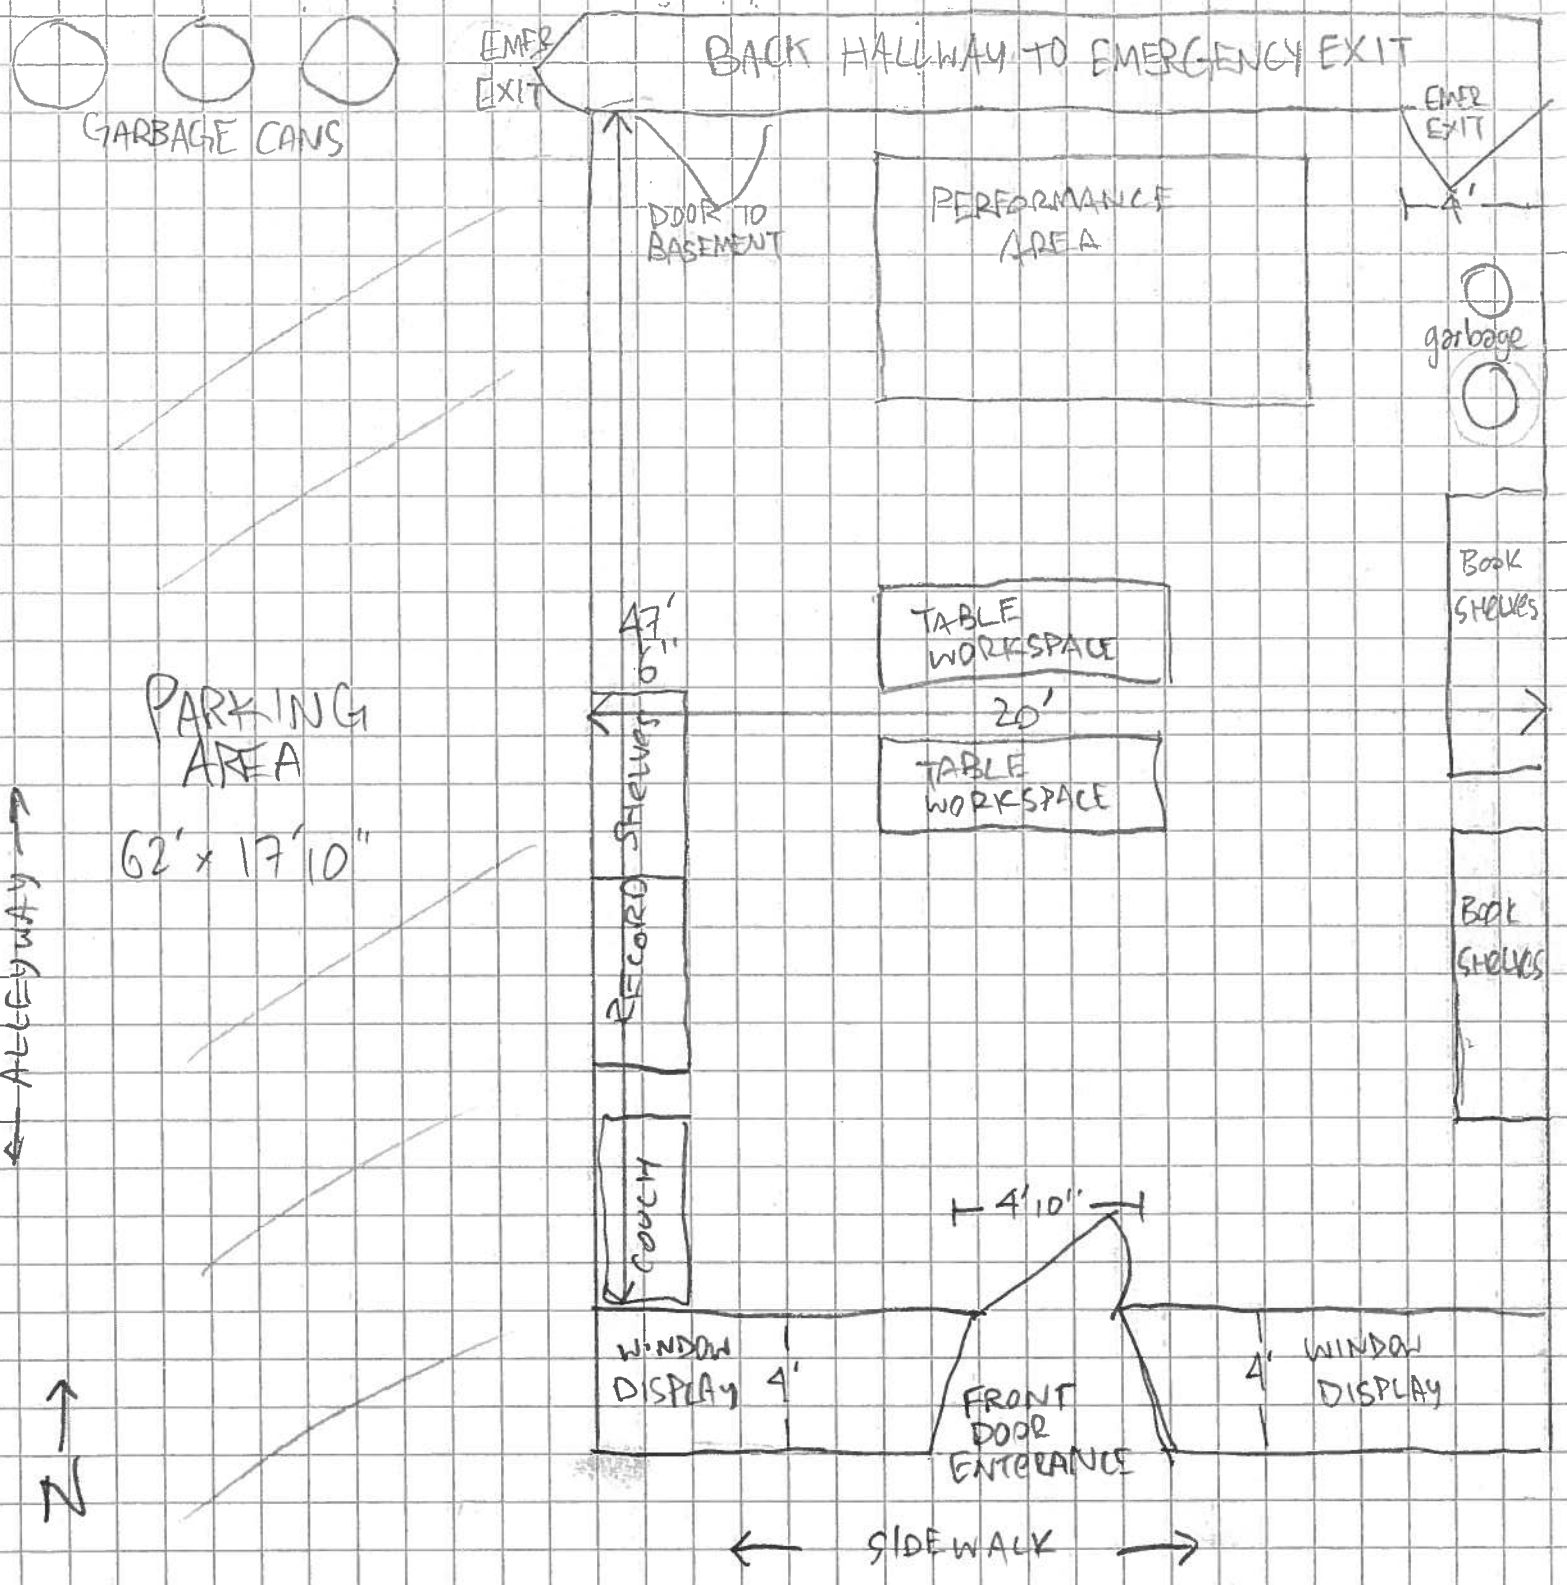 EMER
EXIT
BACK HALLWAY TO EMERGENCY EXIT
EMER
EXIT
GARBAGE CANS
4'
DOOR TO
BASEMENT
PERFORMANCE
AREA
garbage
BOOK
SHELVES
47'
6"
TABLE
WORKSPACE
20'
PARKING
AREA
62' x 17'10"
TABLE
WORKSPACE
RECORD SHELVES
ALLEYWAY
BOOK
SHELVES
COUCH
4'10"
WINDOW
DISPLAY
4'
FRONT
DOOR
ENTERANCE
4'
WINDOW
DISPLAY
N
SIDEWALK